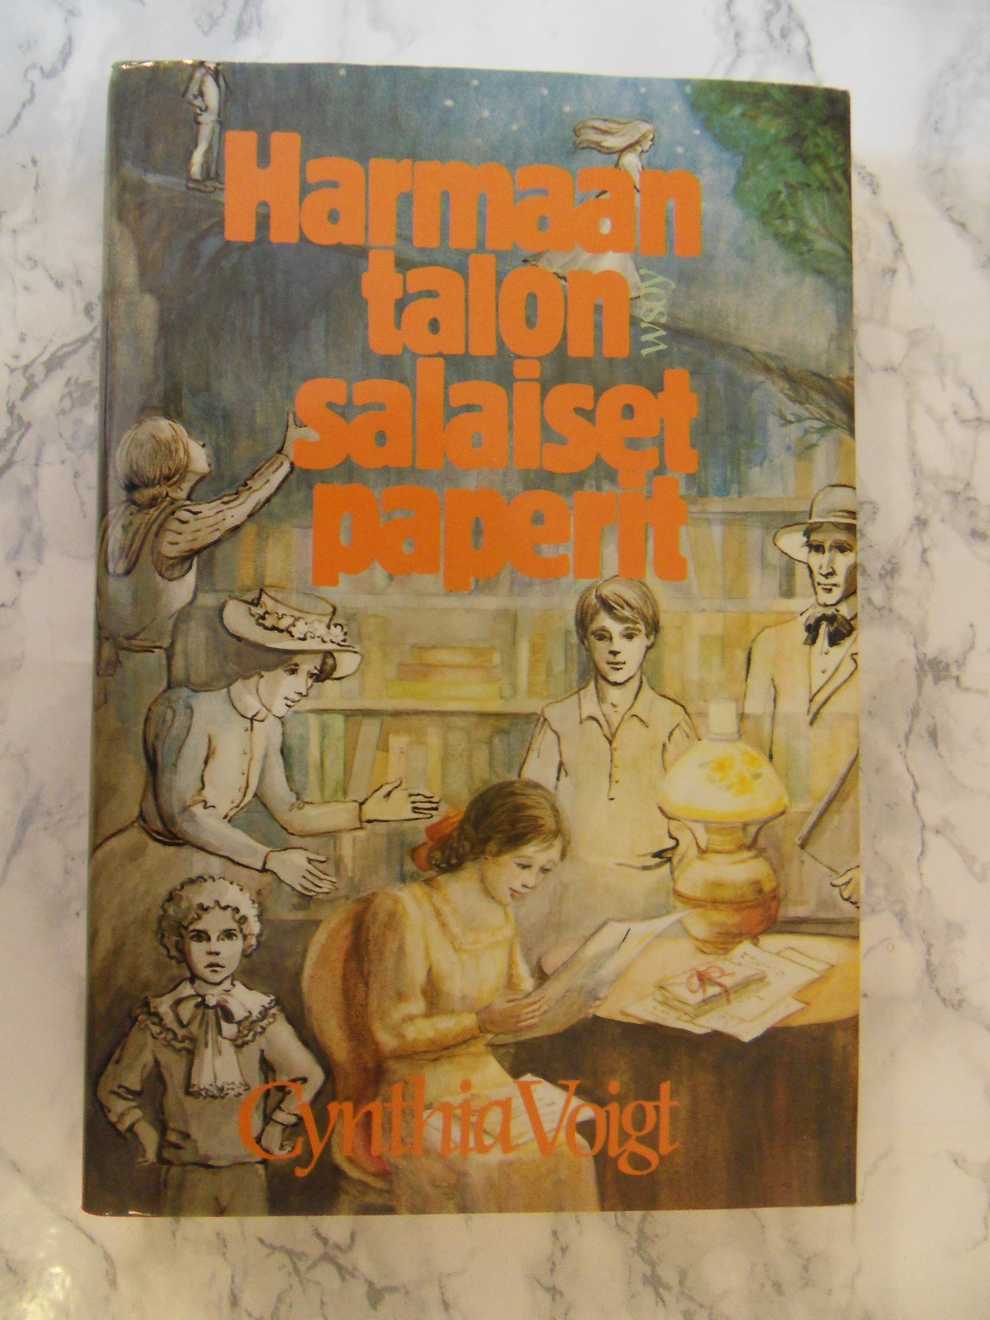 Harmaan
talon
wsoy
salaiset
paperit
Cynthia Voigt